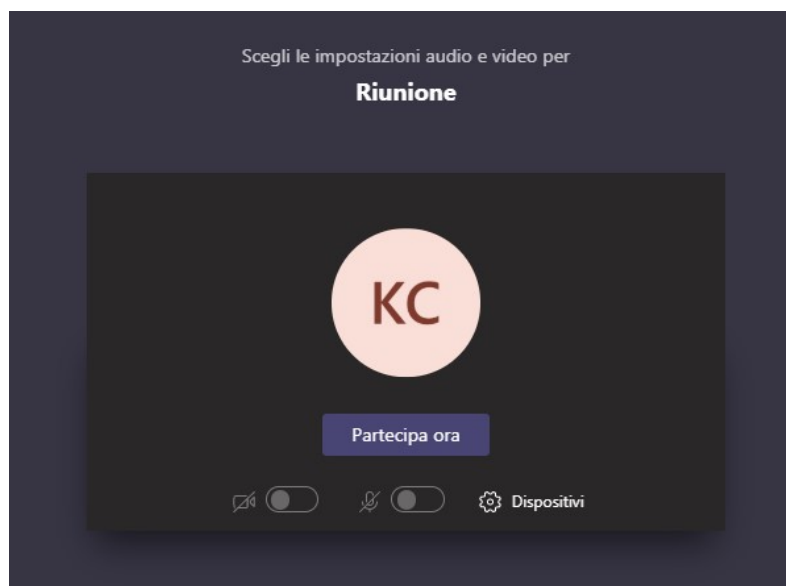 Scegli le impostazioni audio e video per
Riunione
KC
Partecipa ora
Dispositivi